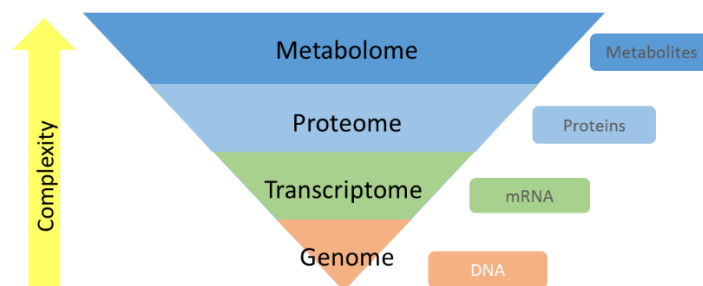 Metabolome
Metabolites
Proteome
Proteins
Transcriptome
mRNA
Genome
DNA
Complexity